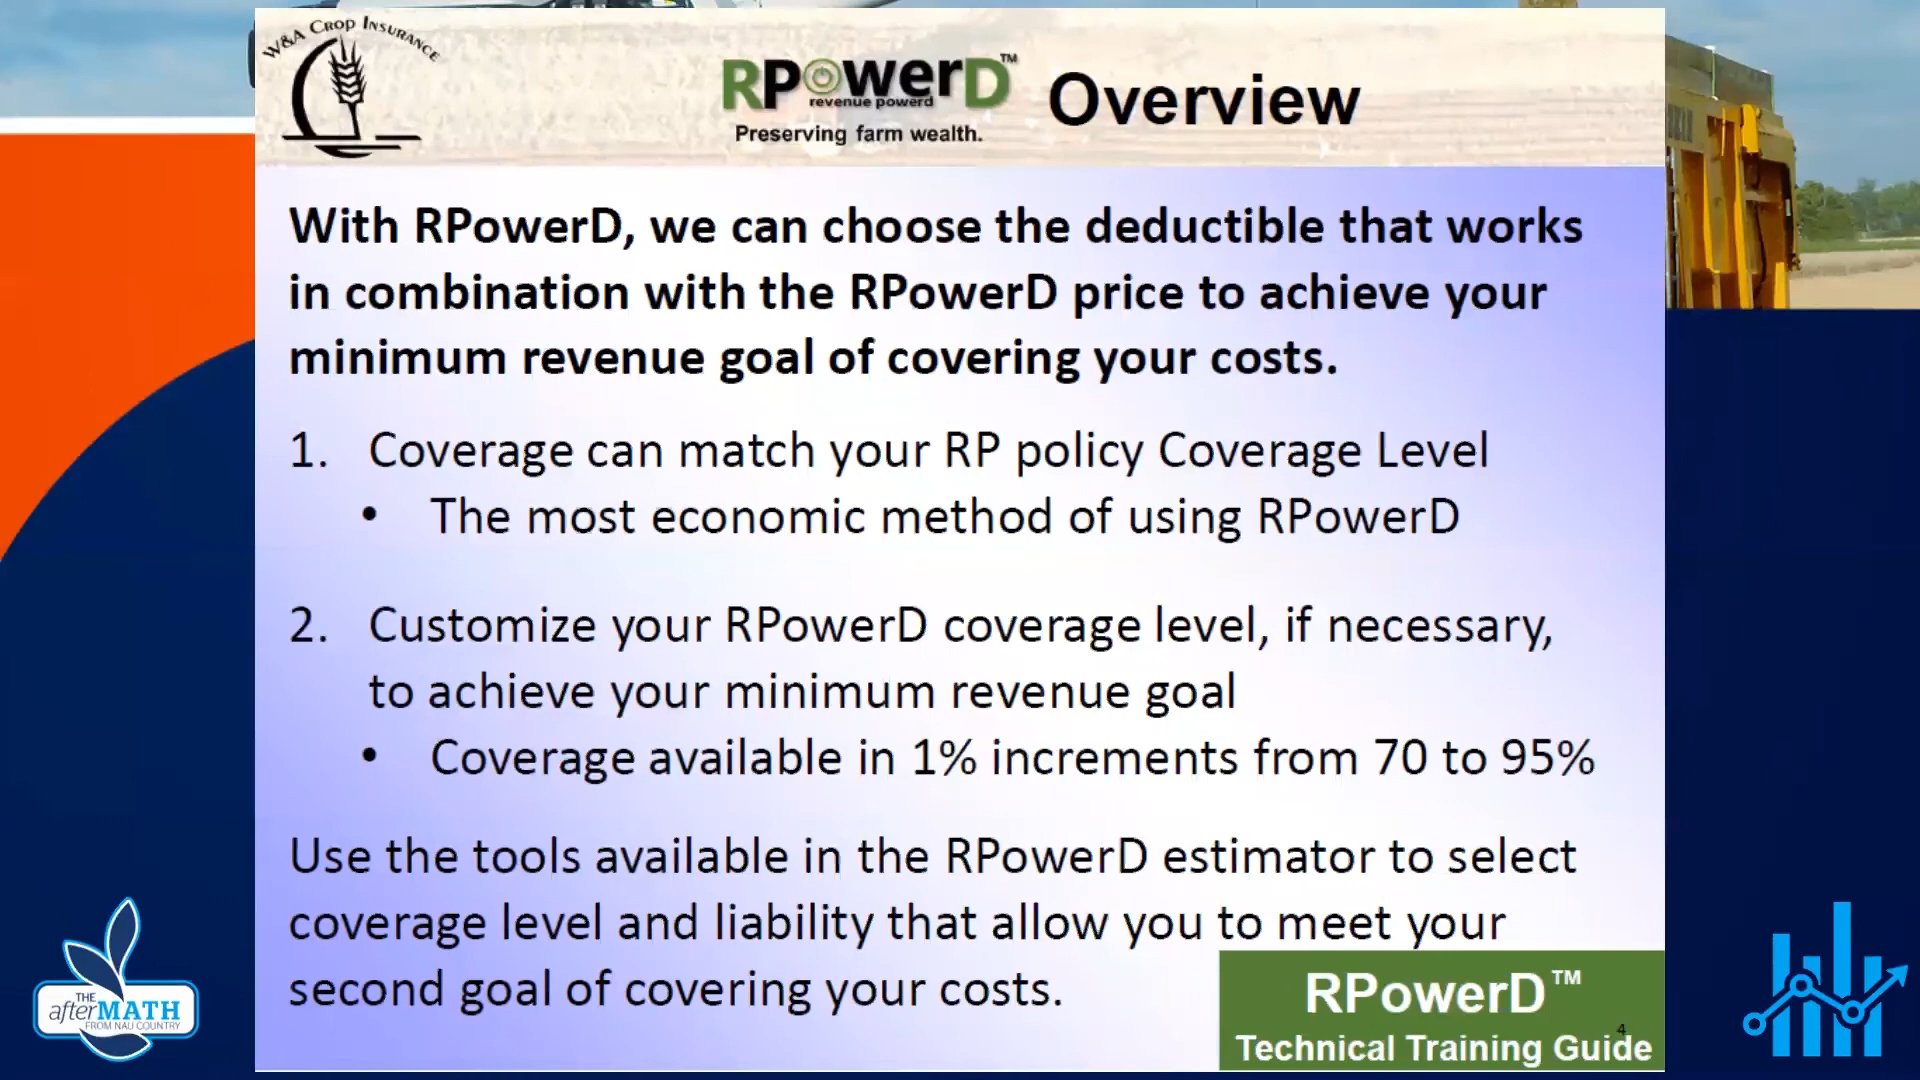 W&A CROP INSURANCE
RPowerD™
revenue powerd
Preserving farm wealth.
Overview
With RPowerD, we can choose the deductible that works
in combination with the RPowerD price to achieve your
minimum revenue goal of covering your costs.
1. Coverage can match your RP policy Coverage Level
• The most economic method of using RPowerD
2. Customize your RPowerD coverage level, if necessary,
to achieve your minimum revenue goal
• Coverage available in 1% increments from 70 to 95%
Use the tools available in the RPowerD estimator to select
coverage level and liability that allow you to meet your
second goal of covering your costs.
RPowerD™
4
Technical Training Guide
THE
afterMATH
FROM NAU COUNTRY